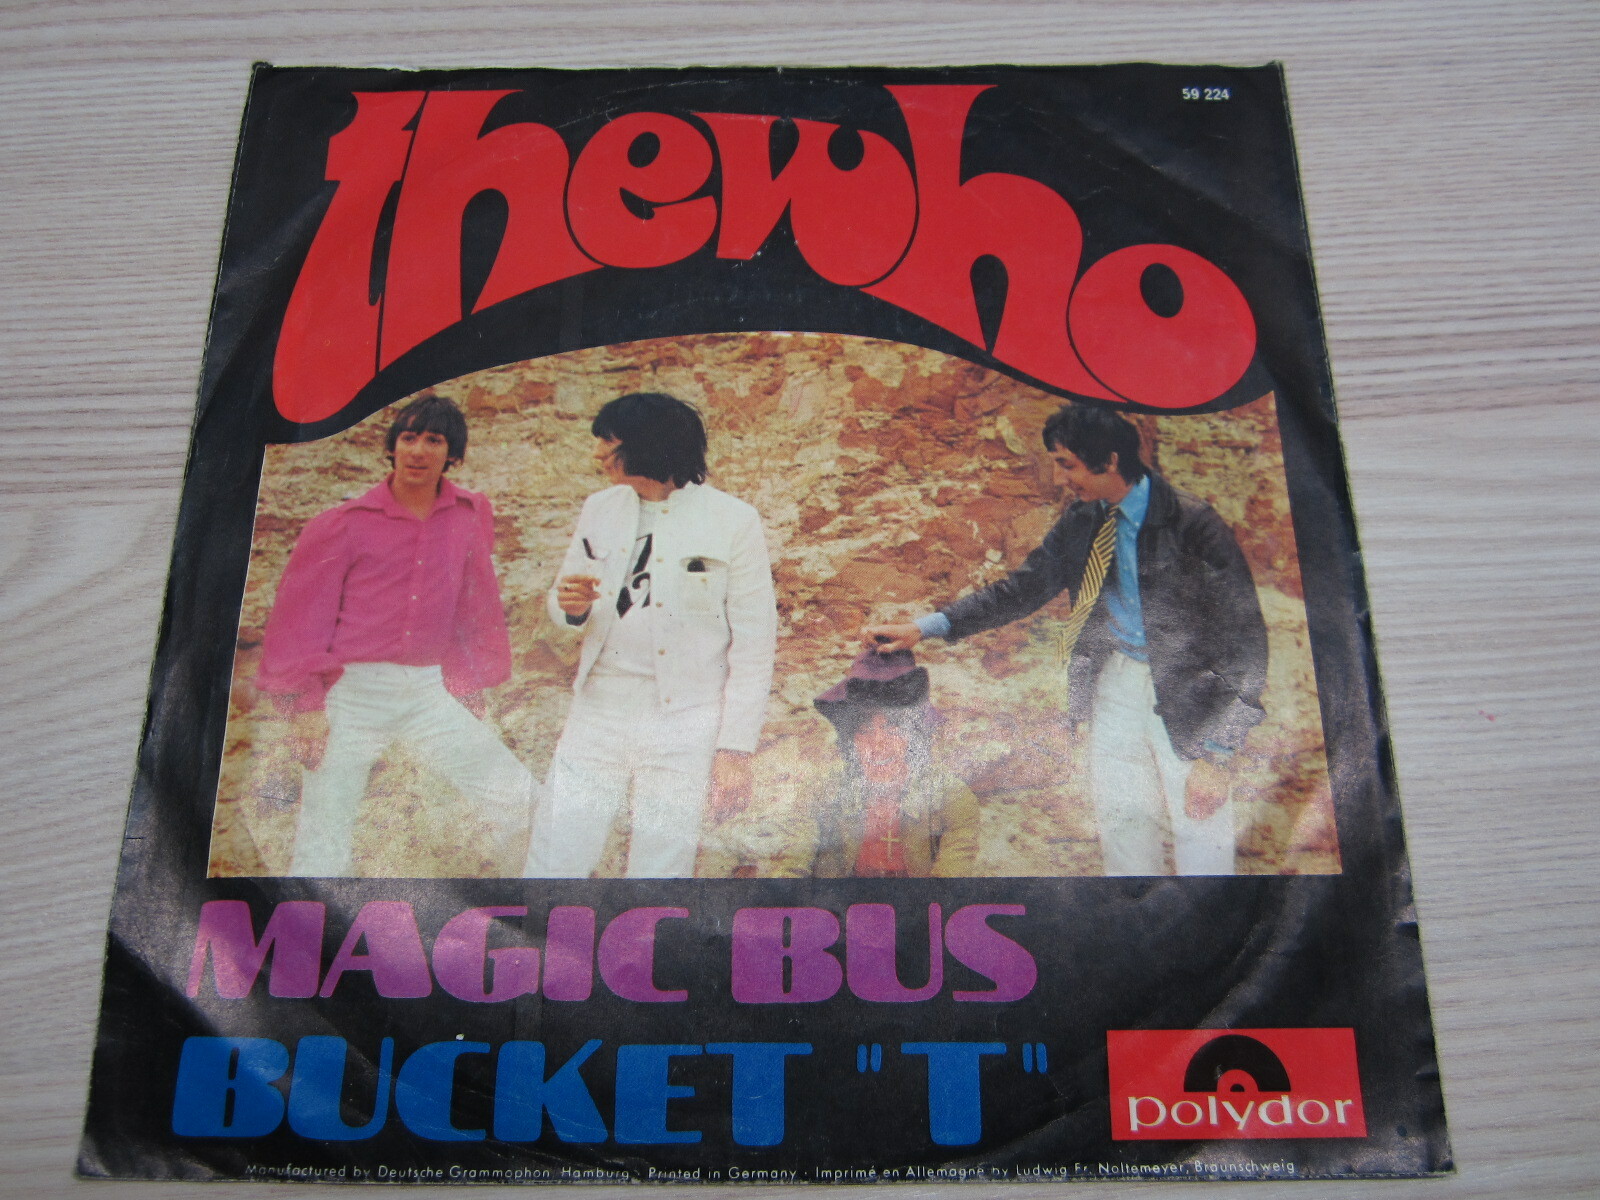 59 224
thewho
MAGIC BUS
BUCKET "T"
polydor
Manufactured by Deutsche Grammophon, Hamburg · Printed in Germany · Imprimé en Allemagne by Ludwig Fr. Noltemeyer, Braunschweig